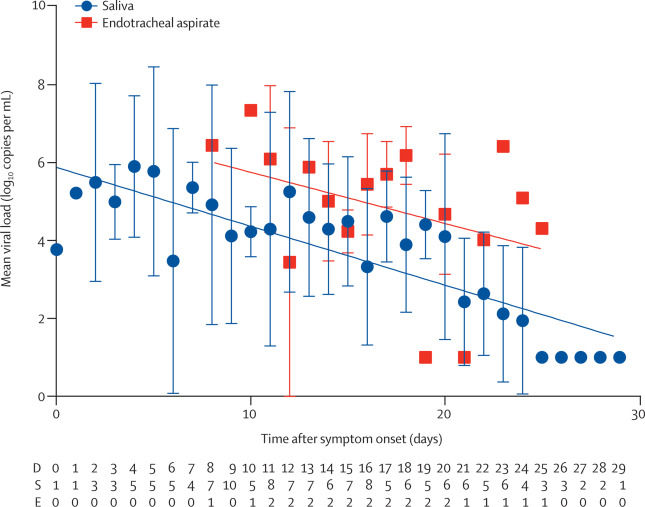 Saliva
Endotracheal aspirate
10
8
6
4
2
0
Mean viral load (log₁₀ copies per mL)
0 10 20 30
Time after symptom onset (days)
D 0 1 2 3 4 5 6 7 8 9 10 11 12 13 14 15 16 17 18 19 20 21 22 23 24 25 26 27 28 29
S 1 1 3 3 5 5 5 4 7 10 5 8 7 7 6 7 8 5 6 5 6 6 5 6 4 3 3 2 2 1
E 0 0 0 0 0 0 0 0 1 0 1 2 2 2 2 2 2 2 2 2 2 1 1 1 1 1 0 0 0 0